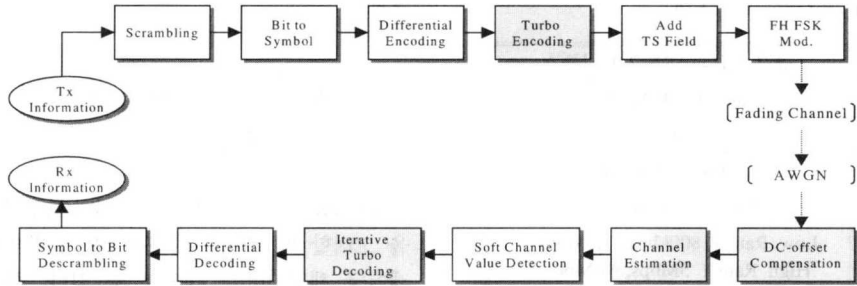 Scrambling
Bit to
Symbol
Differential
Encoding
Turbo
Encoding
Add
TS Field
FH FSK
Mod.
Tx
Information
[Fading Channel]
Rx
Information
[ AWGN ]
Symbol to Bit
Descrambling
Differential
Decoding
Iterative
Turbo
Decoding
Soft Channel
Value Detection
Channel
Estimation
DC-offset
Compensation